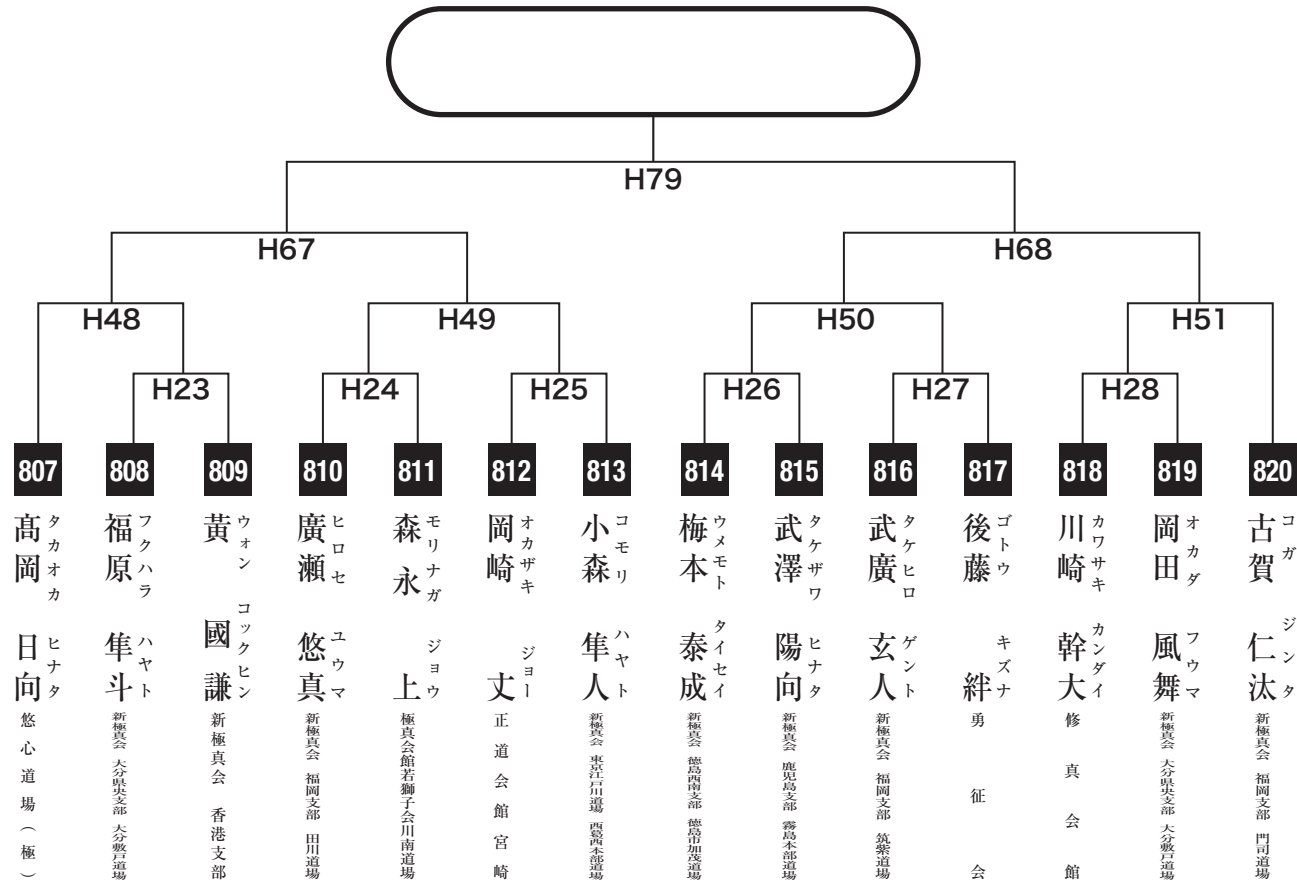 H79
H67
H68
H48
H49
H50
H51
H23
H24
H25
H26
H27
H28
807
808
809
810
811
812
813
814
815
816
817
818
819
820
髙岡 日向
タカオカ ヒナタ
悠心道場(極)
福原 隼斗
フクハラ ハヤト
新極真会 大分県央支部 大分敷戸道場
黃 國謙
ウォン コックヒン
新極真会 香港支部
廣瀬 悠真
ヒロセ ユウマ
新極真会 福岡支部 田川道場
森永 上
モリナガ ジョウ
極真会館若獅子会川南道場
岡崎 丈
オカザキ ジョー
正道会館宮崎
小森 隼人
コモリ ハヤト
新極真会 東京江戸川道場 西葛西本部道場
梅本 泰成
ウメモト タイセイ
新極真会 徳島西南支部 徳島市加茂道場
武澤 陽向
タケザワ ヒナタ
新極真会 鹿児島支部 霧島本部道場
武廣 玄人
タケヒロ ゲント
新極真会 福岡支部 筑紫道場
後藤 絆
ゴトウ キズナ
勇征会
川崎 幹大
カワサキ カンダイ
修真会館
岡田 風舞
オカダ フウマ
新極真会 大分県央支部 大分敷戸道場
古賀 仁汰
コガ ジンタ
新極真会 福岡支部 門司道場